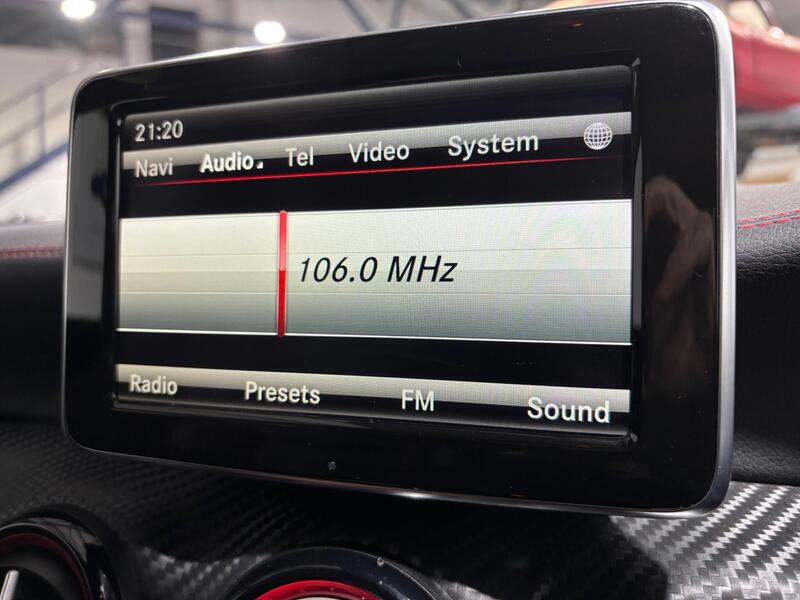 21:20
Navi Audio Tel Video System
106.0 MHz
Radio Presets FM Sound